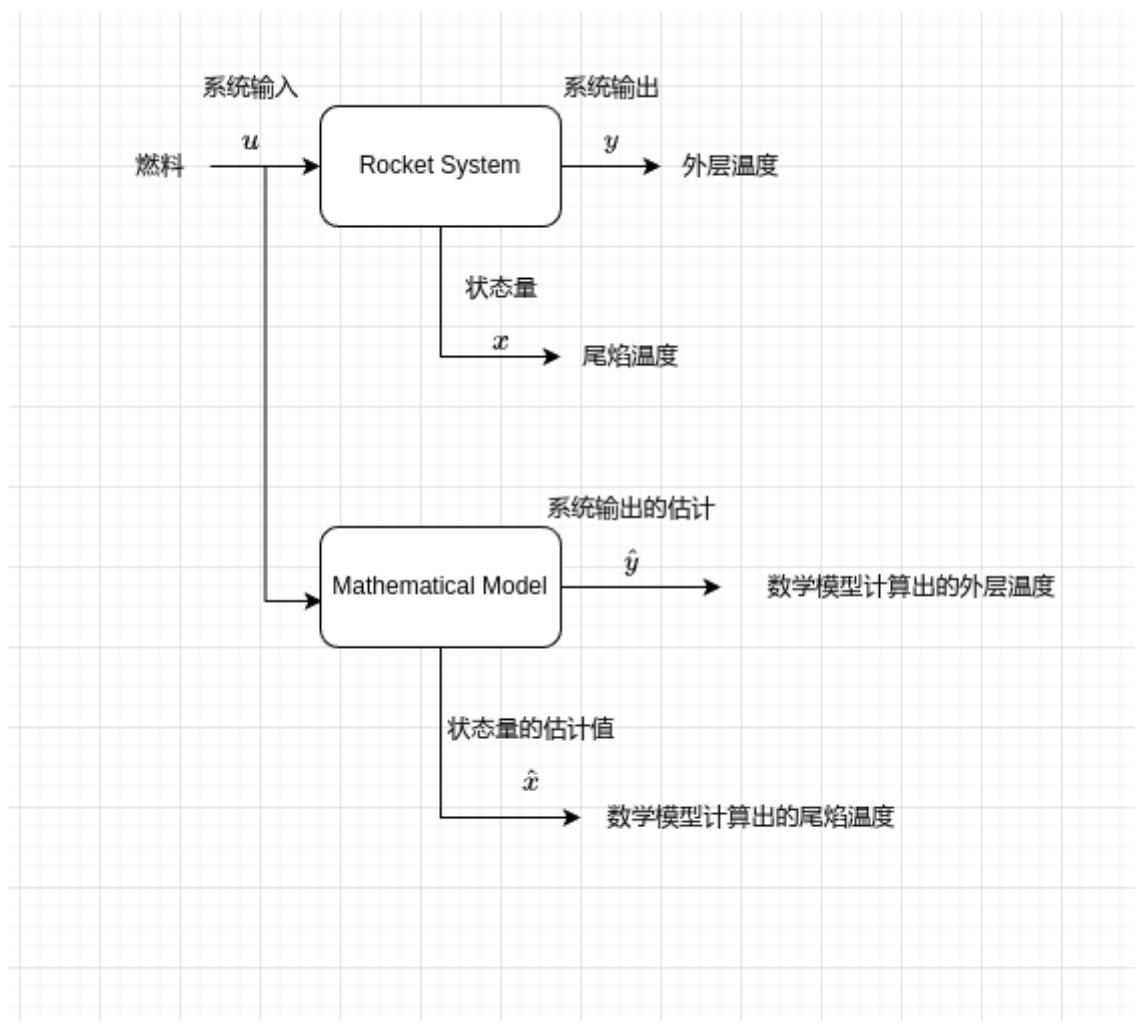 系统输入
系统输出
u
y
燃料
Rocket System
外层温度
状态量
x
尾焰温度
系统输出的估计
ŷ
Mathematical Model
数学模型计算出的外层温度
状态量的估计值
x̂
数学模型计算出的尾焰温度